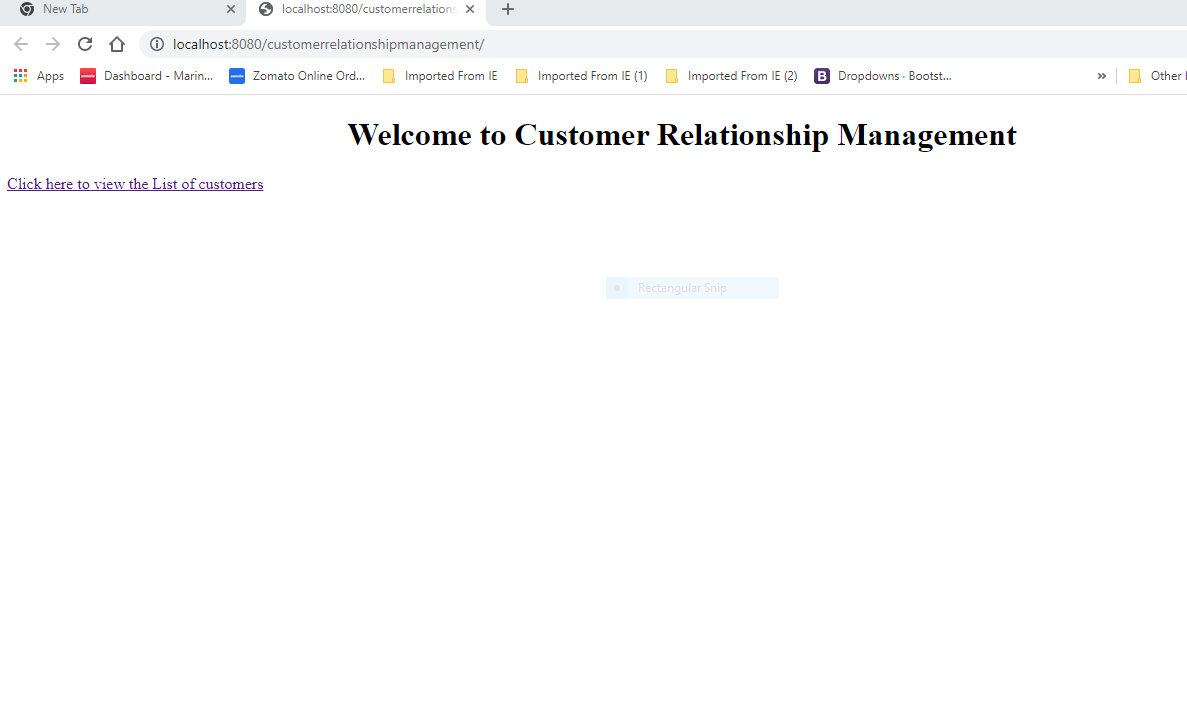 New Tab
localhost:8080/customerrelations
localhost:8080/customerrelationshipmanagement/
Apps
Dashboard - Marin...
Zomato Online Ord...
Imported From IE
Imported From IE (1)
Imported From IE (2)
B
Dropdowns · Bootst...
»
Other
Welcome to Customer Relationship Management
Click here to view the List of customers
Rectangular Snip